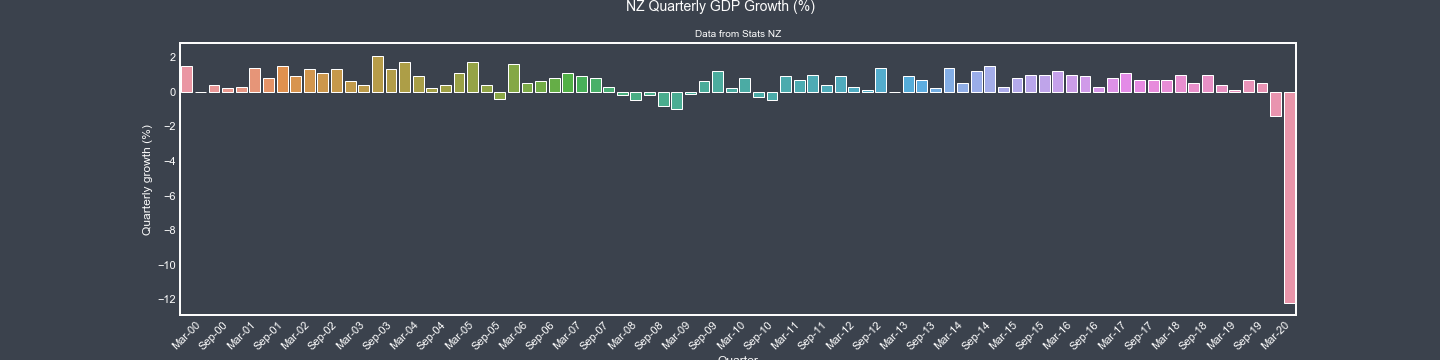 NZ Quarterly GDP Growth (%)
Data from Stats NZ
Quarterly growth (%)
2
0
−2
−4
−6
−8
−10
−12
Mar-00
Sep-00
Mar-01
Sep-01
Mar-02
Sep-02
Mar-03
Sep-03
Mar-04
Sep-04
Mar-05
Sep-05
Mar-06
Sep-06
Mar-07
Sep-07
Mar-08
Sep-08
Mar-09
Sep-09
Mar-10
Sep-10
Mar-11
Sep-11
Mar-12
Sep-12
Mar-13
Sep-13
Mar-14
Sep-14
Mar-15
Sep-15
Mar-16
Sep-16
Mar-17
Sep-17
Mar-18
Sep-18
Mar-19
Sep-19
Mar-20
Quarter